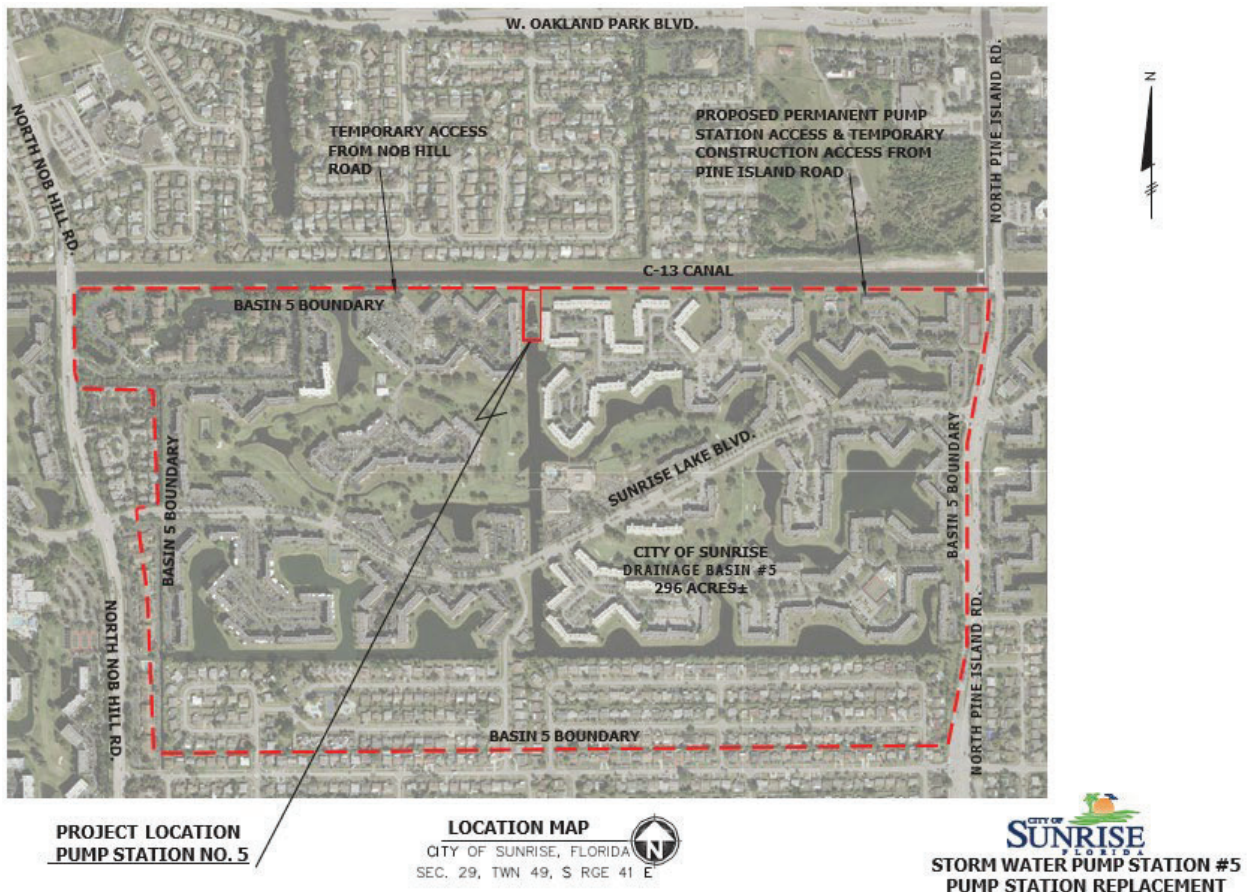 W. OAKLAND PARK BLVD.
NORTH PINE ISLAND RD.
N
NORTH NOB HILL RD.
TEMPORARY ACCESS
FROM NOB HILL
ROAD
PROPOSED PERMANENT PUMP
STATION ACCESS & TEMPORARY
CONSTRUCTION ACCESS FROM
PINE ISLAND ROAD
C-13 CANAL
BASIN 5 BOUNDARY
BASIN 5 BOUNDARY
SUNRISE LAKE BLVD.
BASIN 5 BOUNDARY
CITY OF SUNRISE
DRAINAGE BASIN #5
296 ACRES±
NORTH NOB HILL RD.
NORTH PINE ISLAND RD.
BASIN 5 BOUNDARY
PROJECT LOCATION
PUMP STATION NO. 5
LOCATION MAP
CITY OF SUNRISE, FLORIDA
SEC. 29, TWN 49, S RGE 41 E
N
CITY OF
SUNRISE
FLORIDA
STORM WATER PUMP STATION #5
PUMP STATION REPLACEMENT